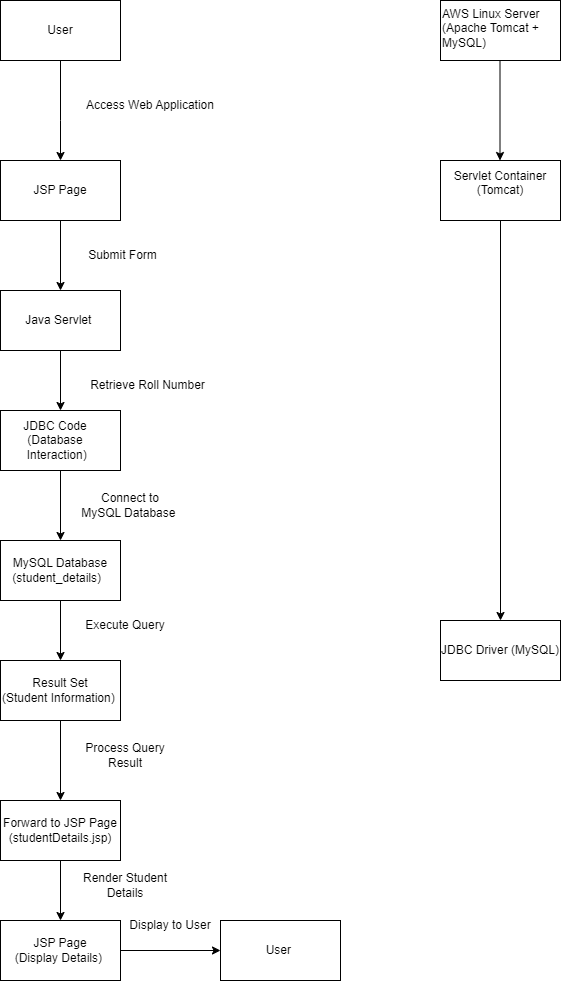 User
Access Web Application
JSP Page
Submit Form
Java Servlet
Retrieve Roll Number
JDBC Code
(Database
Interaction)
Connect to
MySQL Database
MySQL Database
(student_details)
Execute Query
Result Set
(Student Information)
Process Query
Result
Forward to JSP Page
(studentDetails.jsp)
Render Student
Details
JSP Page
(Display Details)
Display to User
User
AWS Linux Server
(Apache Tomcat +
MySQL)
Servlet Container
(Tomcat)
JDBC Driver (MySQL)